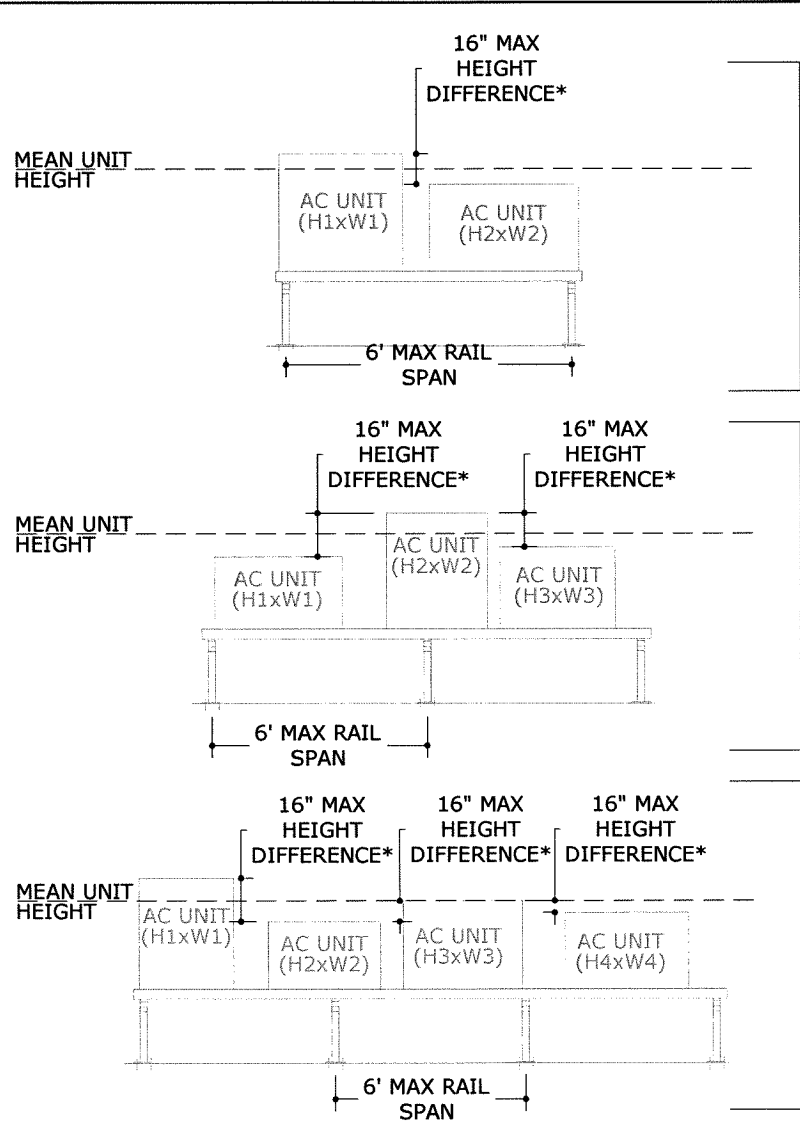 16" MAX
HEIGHT
DIFFERENCE*
MEAN UNIT
HEIGHT
AC UNIT
(H1xW1)
AC UNIT
(H2xW2)
6' MAX RAIL
SPAN
16" MAX
HEIGHT
DIFFERENCE*
16" MAX
HEIGHT
DIFFERENCE*
MEAN UNIT
HEIGHT
AC UNIT
(H1xW1)
AC UNIT
(H2xW2)
AC UNIT
(H3xW3)
6' MAX RAIL
SPAN
16" MAX
HEIGHT
DIFFERENCE*
16" MAX
HEIGHT
DIFFERENCE*
16" MAX
HEIGHT
DIFFERENCE*
MEAN UNIT
HEIGHT
AC UNIT
(H1xW1)
AC UNIT
(H2xW2)
AC UNIT
(H3xW3)
AC UNIT
(H4xW4)
6' MAX RAIL
SPAN